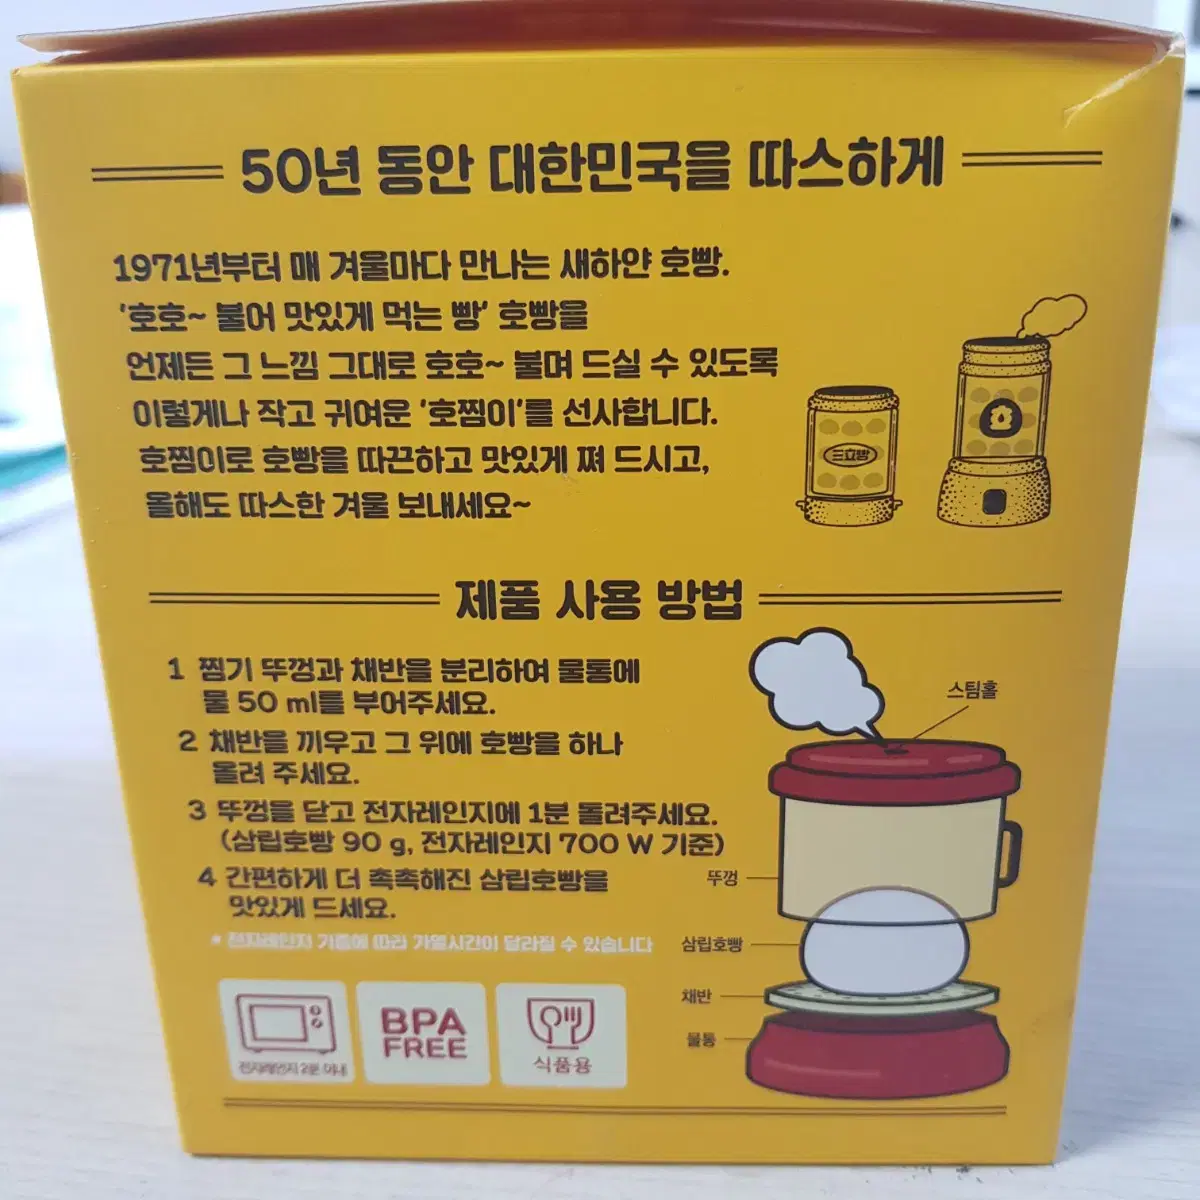 50년 동안 대한민국을 따스하게
1971년부터 매 겨울마다 만나는 새하얀 호빵.
'호호~ 불어 맛있게 먹는 빵' 호빵을
언제든 그 느낌 그대로 호호~ 불며 드실 수 있도록
이렇게나 작고 귀여운 '호찜이'를 선사합니다.
호찜이로 호빵을 따끈하고 맛있게 쪄 드시고,
올해도 따스한 겨울 보내세요~
三立빵
제품 사용 방법
1 찜기 뚜껑과 채반을 분리하여 물통에
물 50 ml를 부어주세요.
2 채반을 끼우고 그 위에 호빵을 하나
올려 주세요.
3 뚜껑을 닫고 전자레인지에 1분 돌려주세요.
(삼립호빵 90 g, 전자레인지 700 W 기준)
4 간편하게 더 촉촉해진 삼립호빵을
맛있게 드세요.
* 전자레인지 기종에 따라 가열시간이 달라질 수 있습니다
스팀홀
뚜껑
삼립호빵
채반
물통
전자레인지 2분 이내
BPA
FREE
식품용